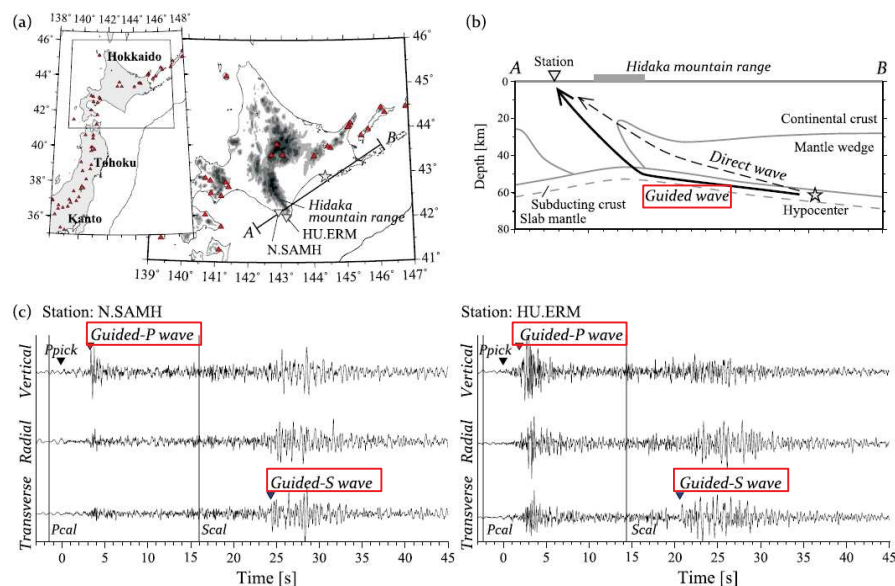 (a)
138° 140° 142° 144° 146° 148°
46°
44°
42°
40°
38°
36°
Hokkaido
Tohoku
Kanto
46°
45°
44°
43°
42°
41°
139° 140° 141° 142° 143° 144° 145° 146° 147°
A
B
Hidaka
mountain range
HU.ERM
N.SAMH
(b)
A
Station
Hidaka mountain range
B
Depth [km]
0
20
40
60
80
Continental crust
Mantle wedge
Direct wave
Guided wave
Subducting crust
Slab mantle
Hypocenter
(c) Station: N.SAMH
Guided-P wave
Ppick
Vertical
Radial
Transverse
Guided-S wave
Pcal
Scal
0 5 10 15 20 25 30 35 40 45
Time [s]
Station: HU.ERM
Guided-P wave
Ppick
Vertical
Radial
Transverse
Guided-S wave
Pcal
Scal
0 5 10 15 20 25 30 35 40 45
Time [s]